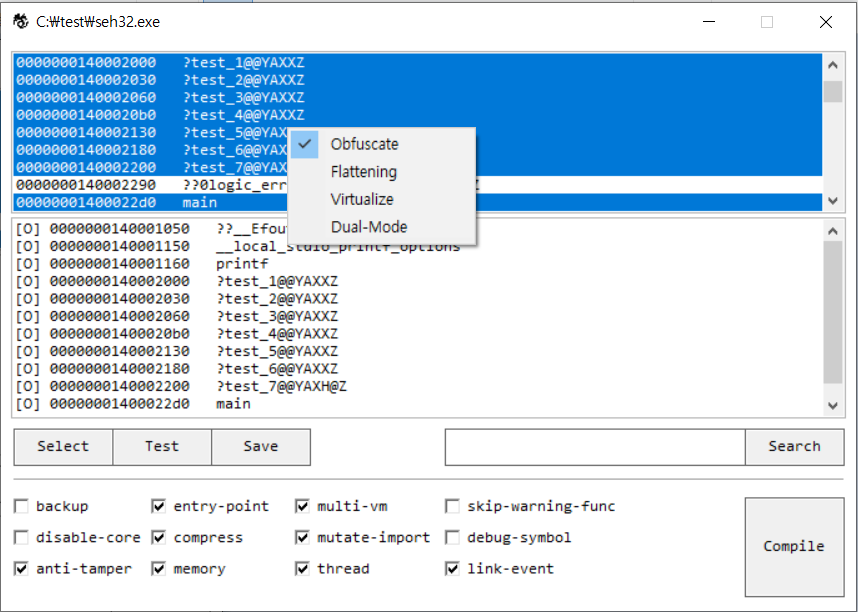 C:₩test₩seh32.exe
0000000140002000 ?test_1@@YAXXZ
0000000140002030 ?test_2@@YAXXZ
0000000140002060 ?test_3@@YAXXZ
00000001400020b0 ?test_4@@YAXXZ
0000000140002130 ?test_5@@YAX
0000000140002180 ?test_6@@YAX
0000000140002200 ?test_7@@YAX
0000000140002290 ??0logic_err Z
00000001400022d0 main
Obfuscate
Flattening
Virtualize
Dual-Mode
[O] 0000000140001050 ??__Efou
[O] 0000000140001150 __local_stdio_printf_options
[O] 0000000140001160 printf
[O] 0000000140002000 ?test_1@@YAXXZ
[O] 0000000140002030 ?test_2@@YAXXZ
[O] 0000000140002060 ?test_3@@YAXXZ
[O] 00000001400020b0 ?test_4@@YAXXZ
[O] 0000000140002130 ?test_5@@YAXXZ
[O] 0000000140002180 ?test_6@@YAXXZ
[O] 0000000140002200 ?test_7@@YAXH@Z
[O] 00000001400022d0 main
Select Test Save Search
backup entry-point multi-vm skip-warning-func
disable-core compress mutate-import debug-symbol
anti-tamper memory thread link-event
Compile